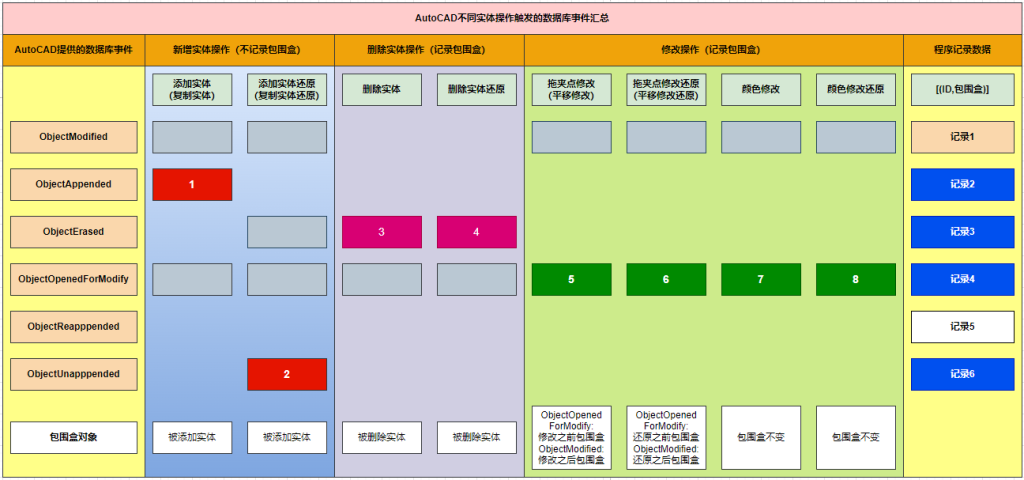 AutoCAD不同实体操作触发的数据库事件汇总
AutoCAD提供的数据库事件
新增实体操作（不记录包围盒）
删除实体操作（记录包围盒）
修改操作（记录包围盒）
程序记录数据
添加实体
(复制实体)
添加实体还原
(复制实体还原)
删除实体
删除实体还原
拖夹点修改
(平移修改)
拖夹点修改还原
(平移修改还原)
颜色修改
颜色修改还原
[(ID,包围盒)]
ObjectModified
记录1
ObjectAppended
1
记录2
ObjectErased
3
4
记录3
ObjectOpenedForModify
5
6
7
8
记录4
ObjectReapppended
记录5
ObjectUnapppended
2
记录6
包围盒对象
被添加实体
被添加实体
被删除实体
被删除实体
ObjectOpened
ForModify:
修改之前包围盒
ObjectModified:
修改之后包围盒
ObjectOpened
ForModify:
还原之前包围盒
ObjectModified:
还原之后包围盒
包围盒不变
包围盒不变